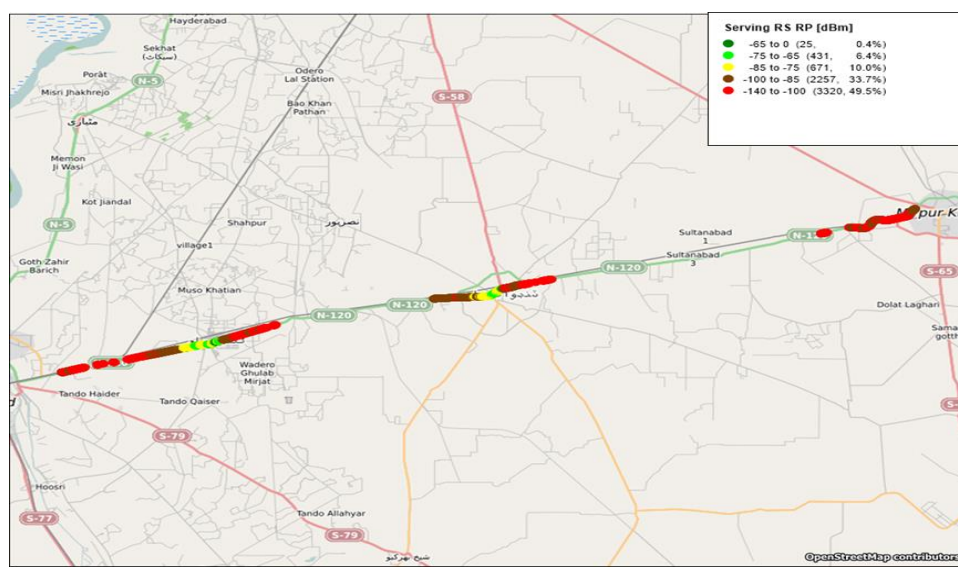 Hayderabad
Serving RS RP [dBm]
-65 to 0 (25, 0.4%)
-75 to -65 (431, 6.4%)
-85 to -75 (671, 10.0%)
-100 to -85 (2257, 33.7%)
-140 to -100 (3320, 49.5%)
Sekhat
(سيکاٽ)
N-5
Odero
Lal Station
Porāt
Misri Jhakhrejo
S-58
Bao Khan
Pathan
مٽياري
Memon
Ji Wasi
Kot jiandal
Shahpur
نصرپور
N-5
village1
Sultanabad
1
Goth Zahir
Barich
Sultanabad
3
N-120
S-65
Muso Khatian
N-120
N-120
Dolat Laghari
Wadero
Ghulab
Mirjat
Tando Haider
Tando Qaiser
S-79
Hoosri
S-77
Tando Allahyar
S-79
OpenStreetMap contributors